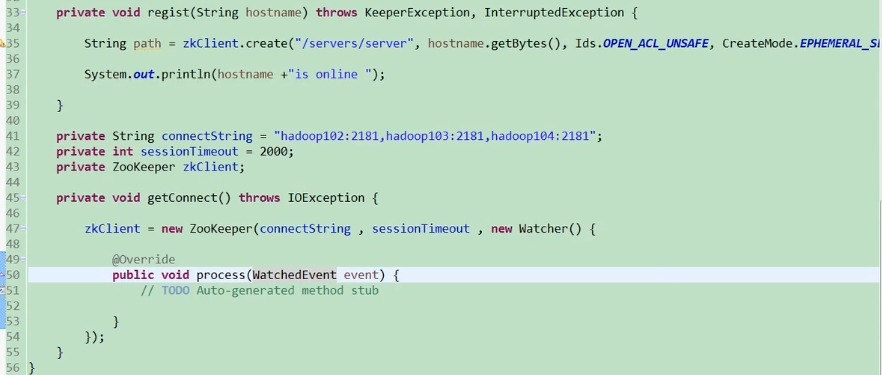 33 private void regist(String hostname) throws KeeperException, InterruptedException {
34
35 String path = zkClient.create("/servers/server", hostname.getBytes(), Ids.OPEN_ACL_UNSAFE, CreateMode.EPHEMERAL_S
36
37 System.out.println(hostname +"is online ");
38
39 }
40
41 private String connectString = "hadoop102:2181,hadoop103:2181,hadoop104:2181";
42 private int sessionTimeout = 2000;
43 private ZooKeeper zkClient;
44
45 private void getConnect() throws IOException {
46
47 zkClient = new ZooKeeper(connectString , sessionTimeout , new Watcher() {
48
49 @Override
50 public void process(WatchedEvent event) {
51 // TODO Auto-generated method stub
52
53 }
54 });
55 }
56 }